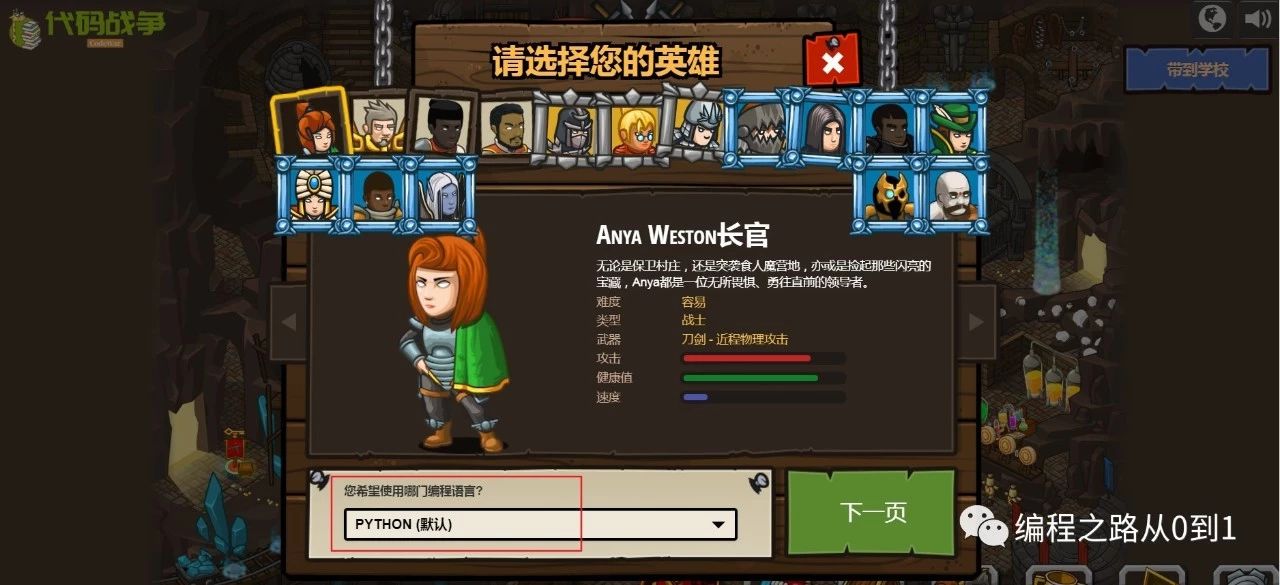 代码战争
CodeWar
请选择您的英雄
带到学校
Anya Weston长官
无论是保卫村庄，还是突袭食人魔营地，亦或是捡起那些闪亮的
宝藏，Anya都是一位无所畏惧、勇往直前的领导者。
难度 容易
类型 战士
武器 刀剑 - 近程物理攻击
攻击
健康值
速度
您希望使用哪门编程语言?
PYTHON (默认)
下一页
编程之路从0到1